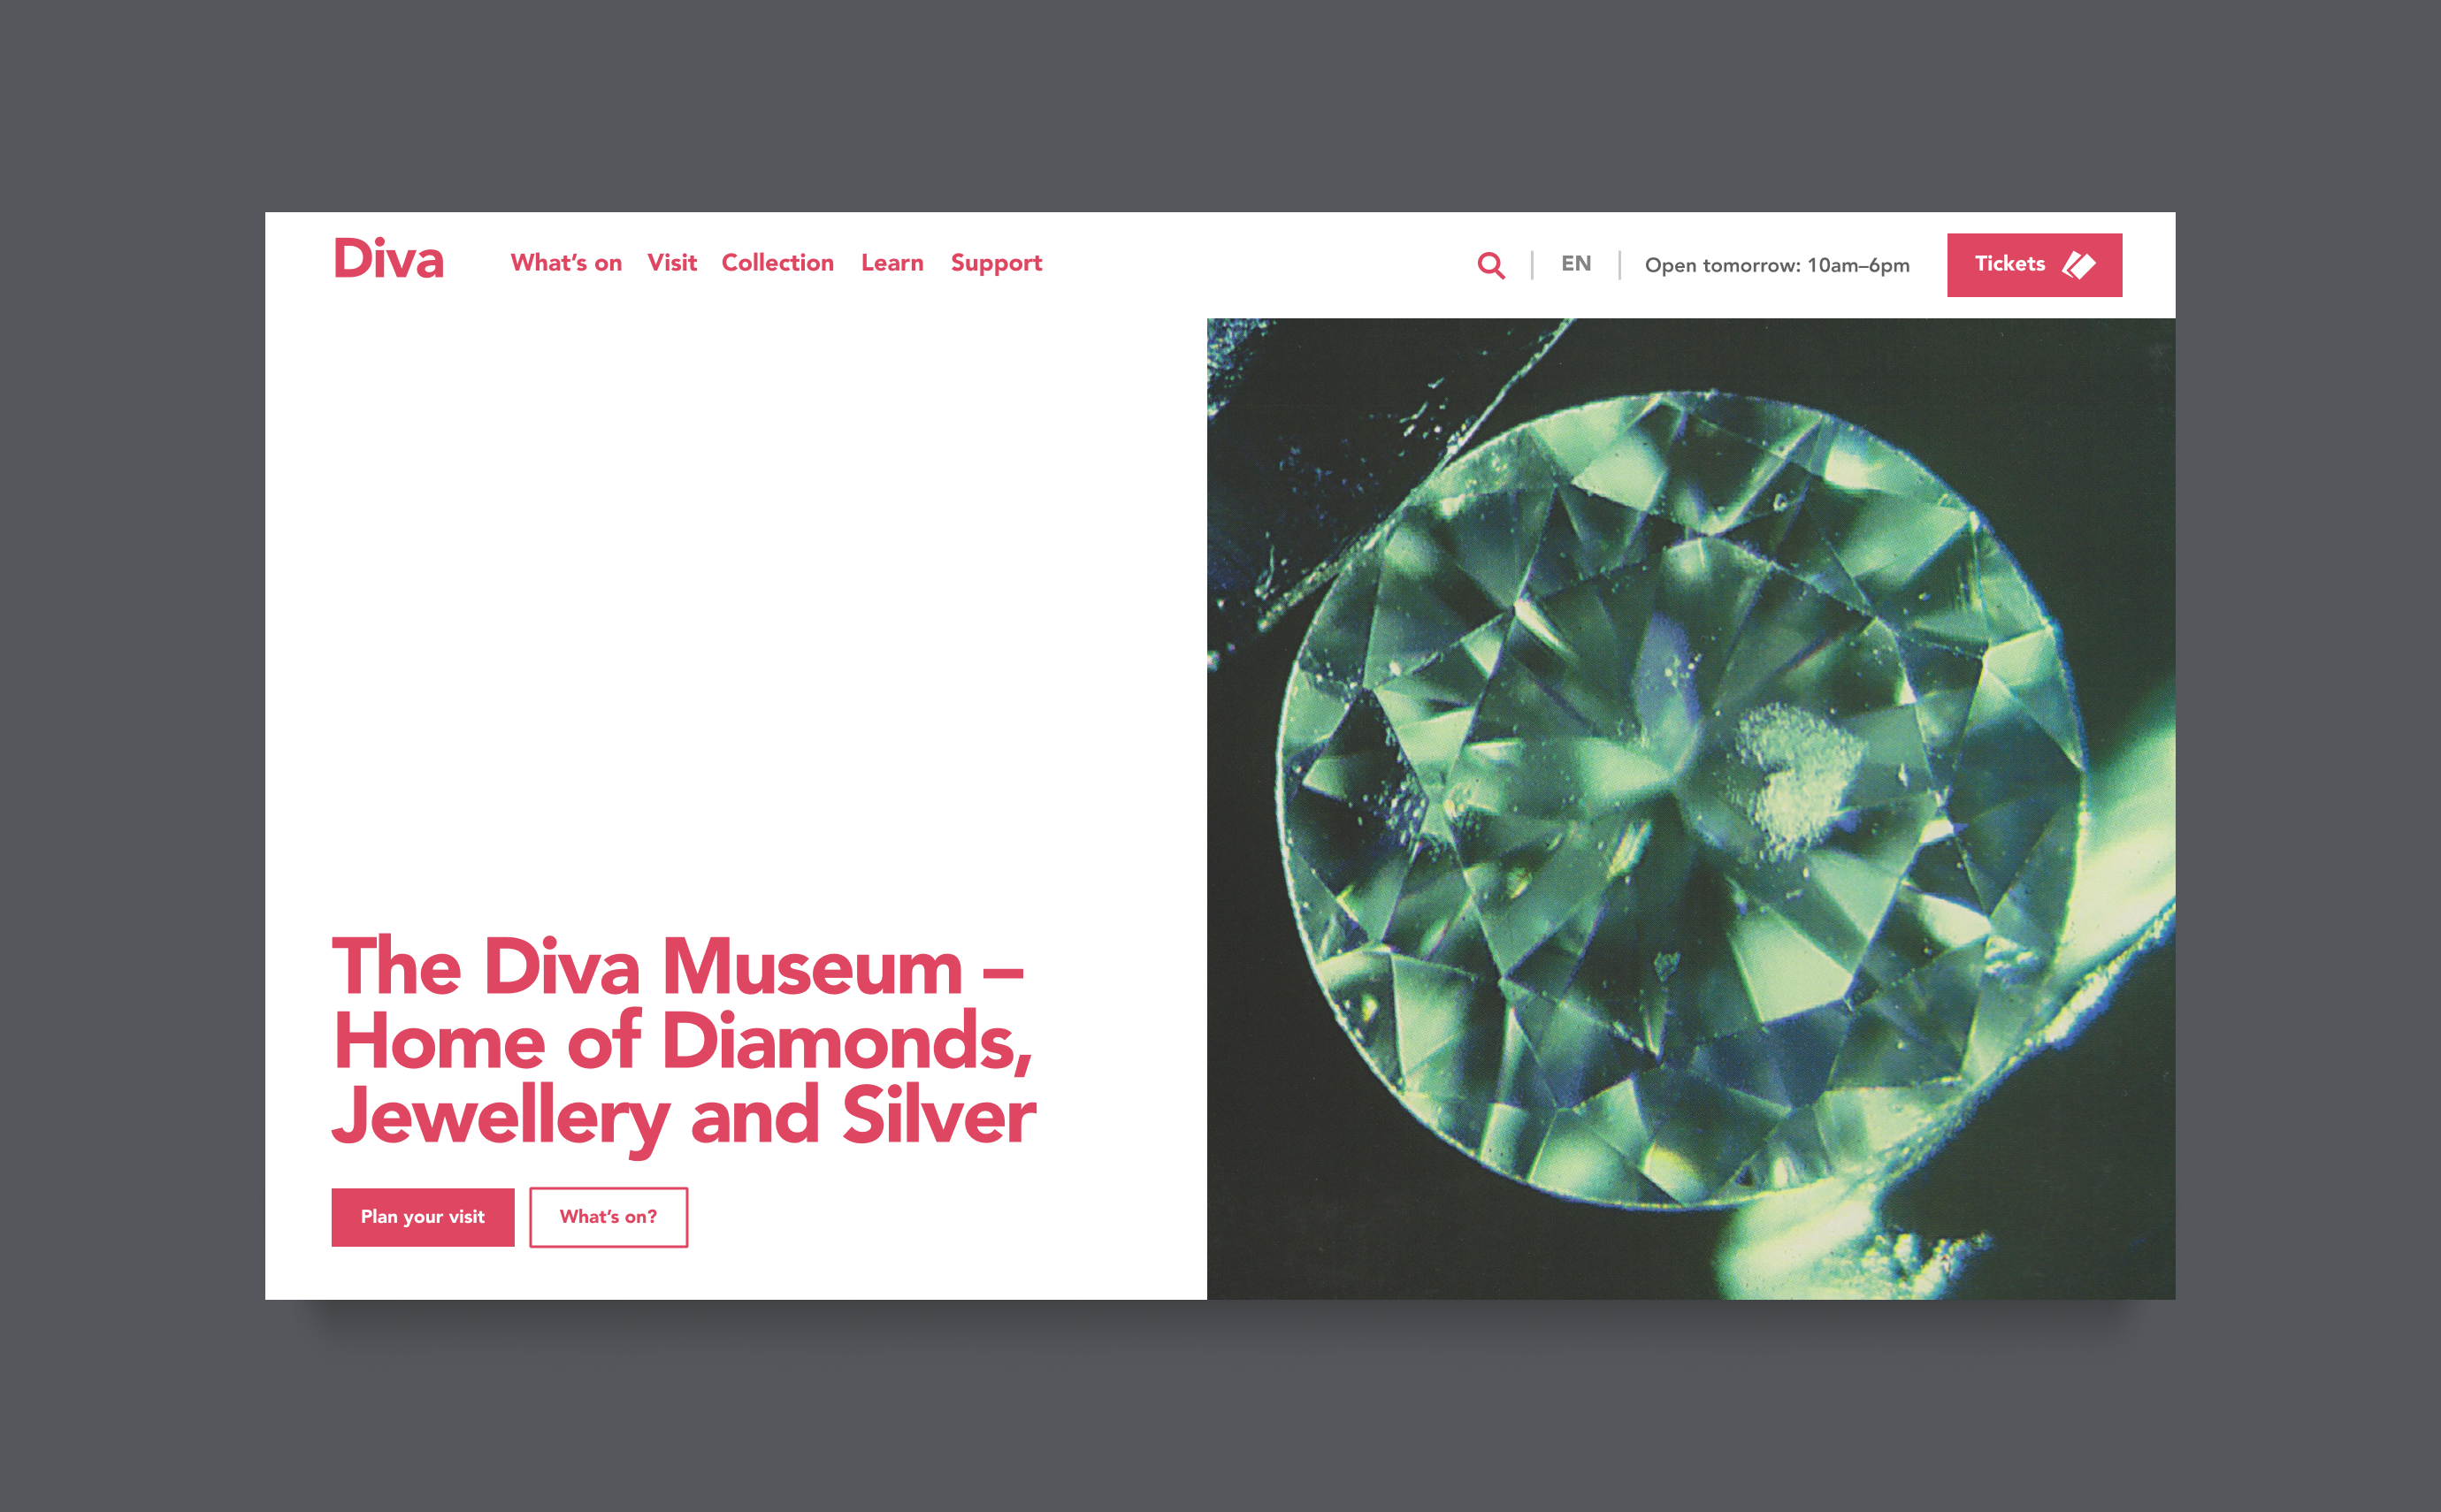 Diva
What’s on Visit Collection Learn Support
EN
Open tomorrow: 10am–6pm
Tickets
The Diva Museum –
Home of Diamonds,
Jewellery and Silver
Plan your visit
What’s on?